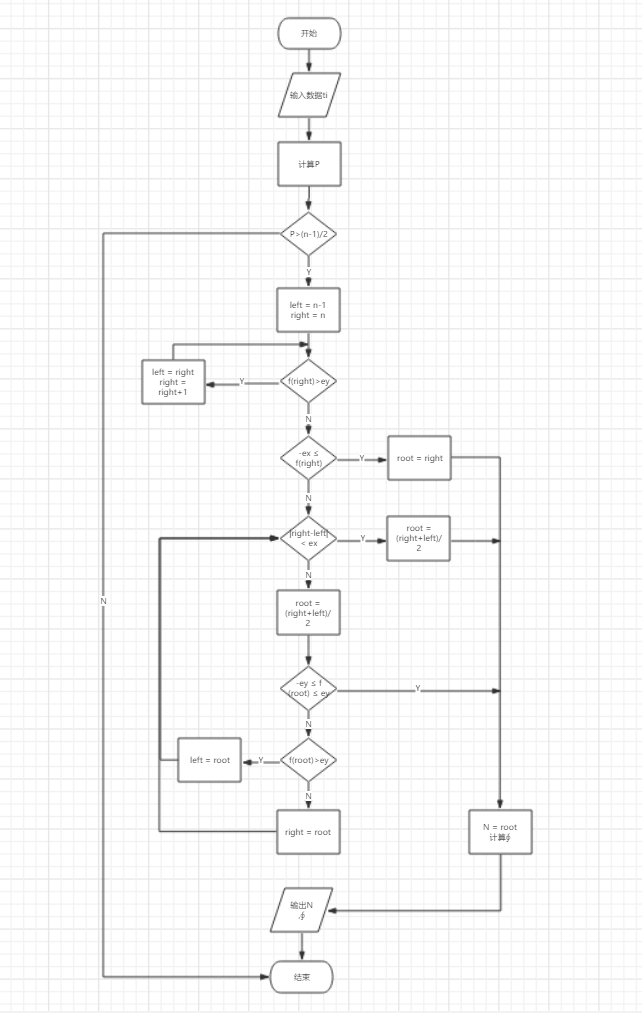 开始
输入数据ti
计算P
P>(n-1)/2
Y
left = n-1
right = n
left = right
right =
right+1
Y
f(right)>ey
N
-ex ≤
f(right)
Y
root = right
N
|right-left|
< ex
Y
root =
(right+left)/
2
N
N
root =
(right+left)/
2
-ey ≤ f
(root) ≤ ey
Y
N
left = root
Y
f(root)>ey
N
right = root
N = root
计算∮
输出N
∮
结束